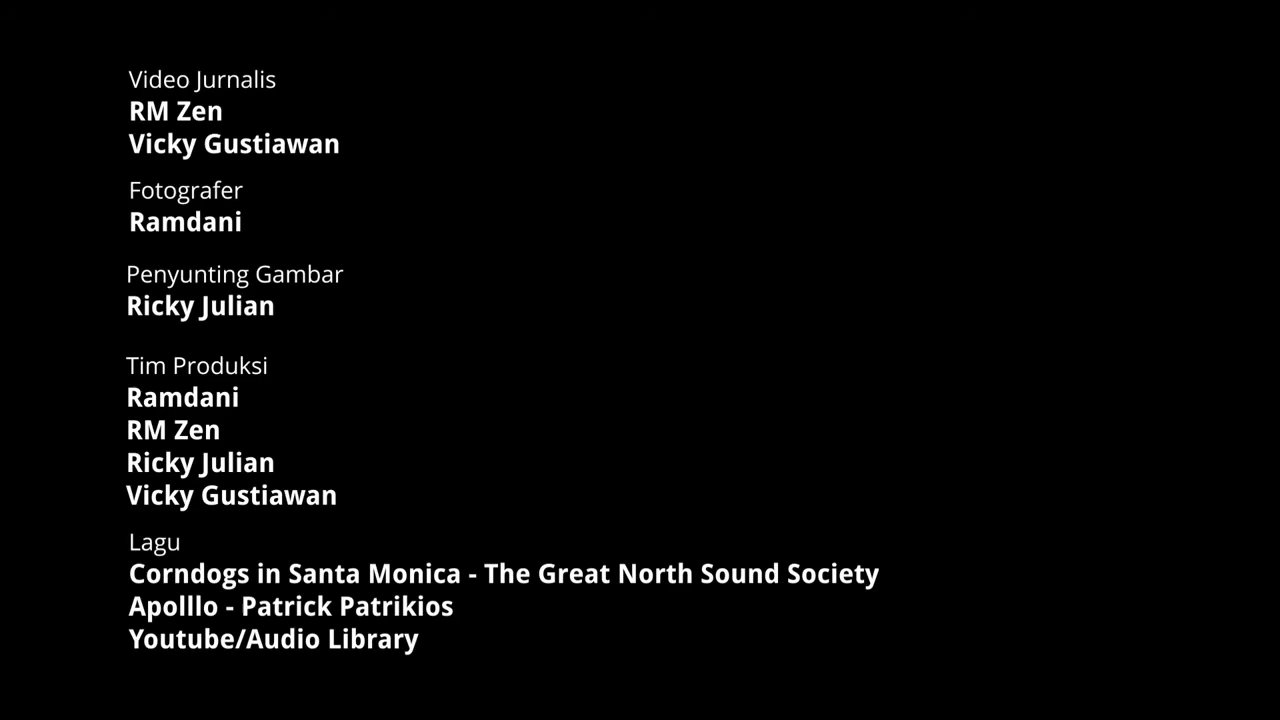 Video Jurnalis
RM Zen
Vicky Gustiawan
Fotografer
Ramdani
Penyunting Gambar
Ricky Julian
Tim Produksi
Ramdani
RM Zen
Ricky Julian
Vicky Gustiawan
Lagu
Corndogs in Santa Monica - The Great North Sound Society
Apolllo - Patrick Patrikios
Youtube/Audio Library